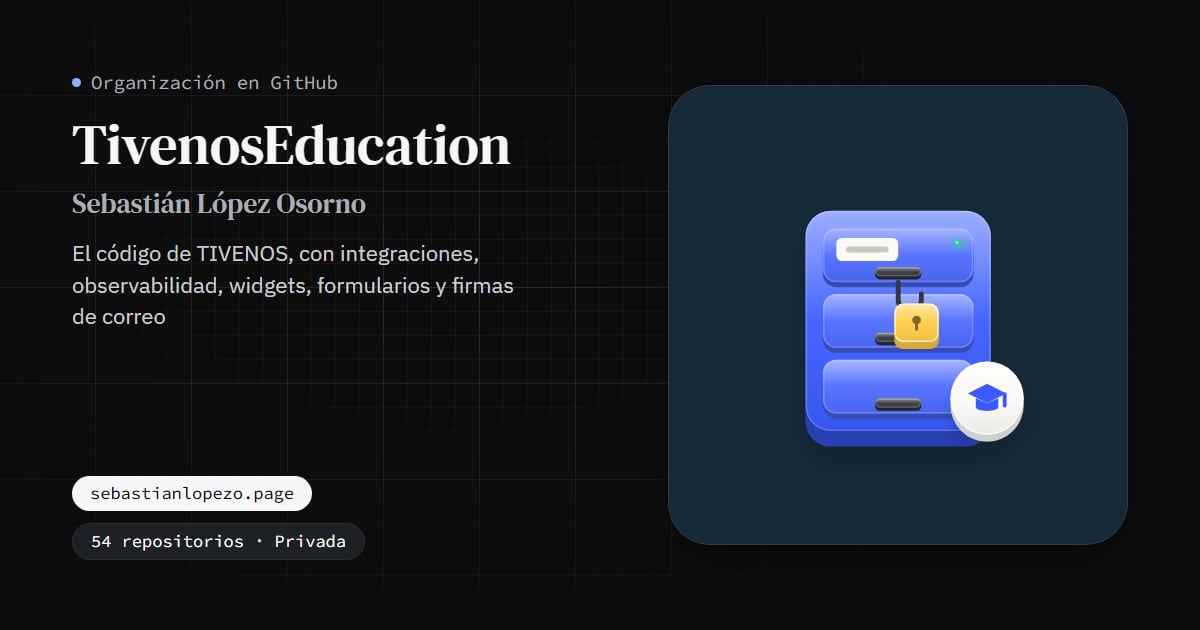 Organización en GitHub
TivenosEducation
Sebastián López Osorno
El código de TIVENOS, con integraciones,
observabilidad, widgets, formularios y firmas
de correo
sebastianlopezo.page
54 repositorios · Privada